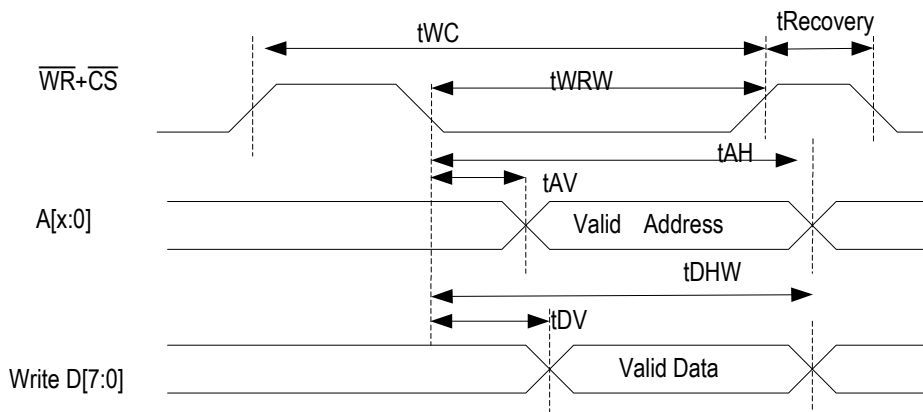 tWC
tRecovery
WR+CS
tWRW
tAH
tAV
A[x:0]
Valid Address
tDHW
tDV
Write D[7:0]
Valid Data